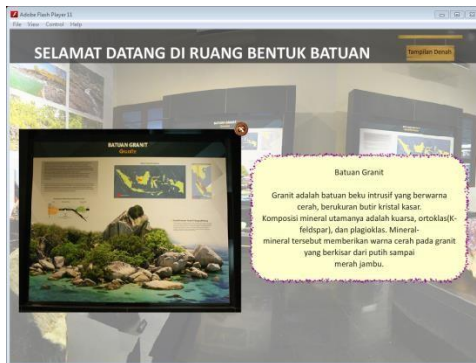 Adobe Flash Player 11
File View Control Help
SELAMAT DATANG DI RUANG BENTUK BATUAN
Tampilan Denah
BATUAN GRANIT
Granite
Batuan Granit
Granit adalah batuan beku intrusif yang berwarna
cerah, berukuran butir kristal kasar.
Komposisi mineral utamanya adalah kuarsa, ortoklas(K-
feldspar), dan plagioklas. Mineral-
mineral tersebut memberikan warna cerah pada granit
yang berkisar dari putih sampai
merah jambu.